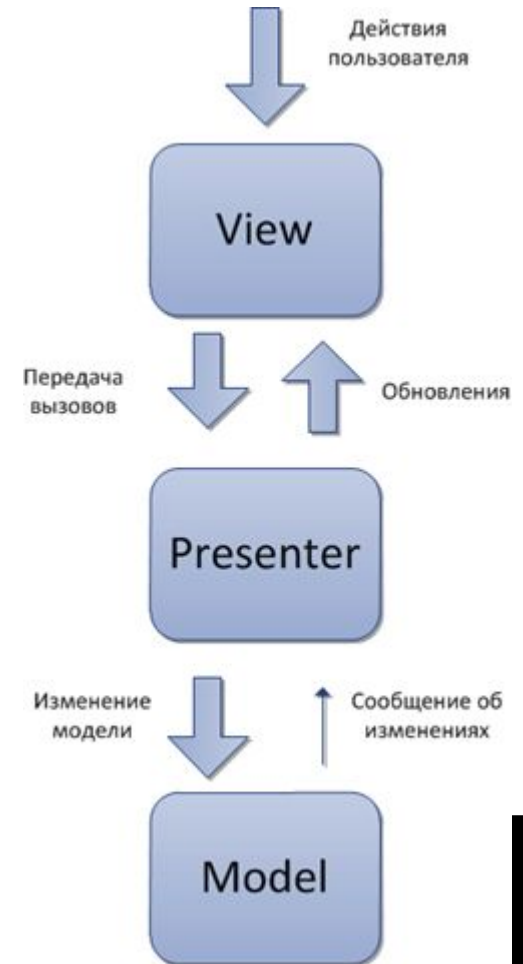 Действия
пользователя
View
Передача
вызовов
Обновления
Presenter
Изменение
модели
Сообщение об
изменениях
Model